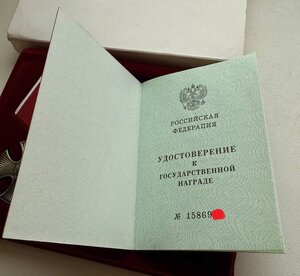 РОССИЙСКАЯ
ФЕДЕРАЦИЯ
УДОСТОВЕРЕНИЕ
К
ГОСУДАРСТВЕННОЙ
НАГРАДЕ
№ 15869